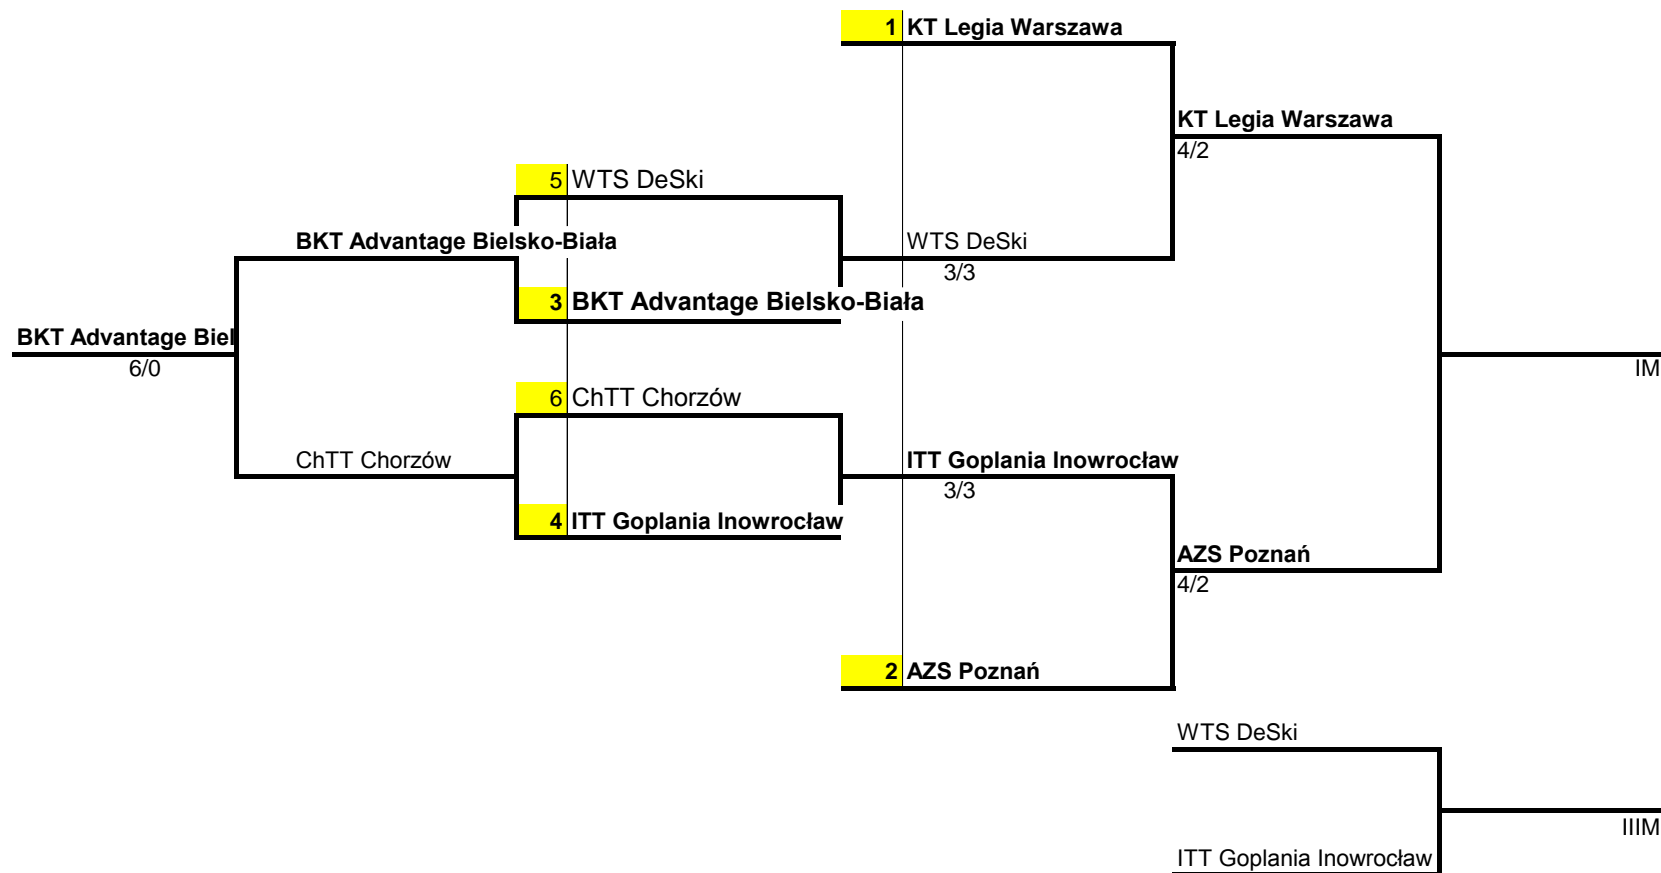 1 KT Legia Warszawa
KT Legia Warszawa
4/2
5 WTS DeSki
BKT Advantage Bielsko-Biała
WTS DeSki
3/3
3 BKT Advantage Bielsko-Biała
BKT Advantage Biel
6/0
IM
6 ChTT Chorzów
ChTT Chorzów
ITT Goplania Inowrocław
3/3
4 ITT Goplania Inowrocław
AZS Poznań
4/2
2 AZS Poznań
WTS DeSki
IIIM
ITT Goplania Inowrocław